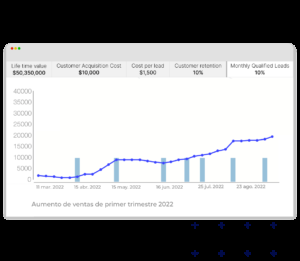 Life time value
$50,350,000
Customer Acquisition Cost
$10,000
Cost per lead
$1,500
Customer retention
10%
Monthly Qualified Leads
10%
40000
35000
30000
25000
20000
15000
10000
5000
0
11 mar. 2022
15 abr. 2022
15 may. 2022
16 jun. 2022
25 jul. 2022
23 ago. 2022
Aumento de ventas de primer trimestre 2022